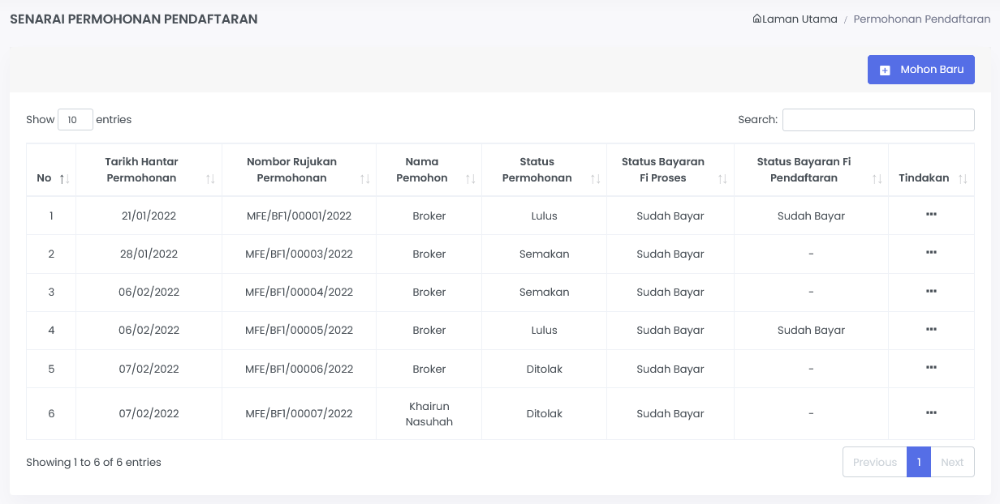 SENARAI PERMOHONAN PENDAFTARAN
Laman Utama / Permohonan Pendaftaran
Mohon Baru
Show 10 entries
Search:
No
Tarikh Hantar
Permohonan
Nombor Rujukan
Permohonan
Nama
Pemohon
Status
Permohonan
Status Bayaran
Fi Proses
Status Bayaran Fi
Pendaftaran
Tindakan
1 21/01/2022 MFE/BF1/00001/2022 Broker Lulus Sudah Bayar Sudah Bayar ...
2 28/01/2022 MFE/BF1/00003/2022 Broker Semakan Sudah Bayar - ...
3 06/02/2022 MFE/BF1/00004/2022 Broker Semakan Sudah Bayar - ...
4 06/02/2022 MFE/BF1/00005/2022 Broker Lulus Sudah Bayar Sudah Bayar ...
5 07/02/2022 MFE/BF1/00006/2022 Broker Ditolak Sudah Bayar - ...
6 07/02/2022 MFE/BF1/00007/2022 Khairun
Nasuhah Ditolak Sudah Bayar - ...
Showing 1 to 6 of 6 entries
Previous 1 Next